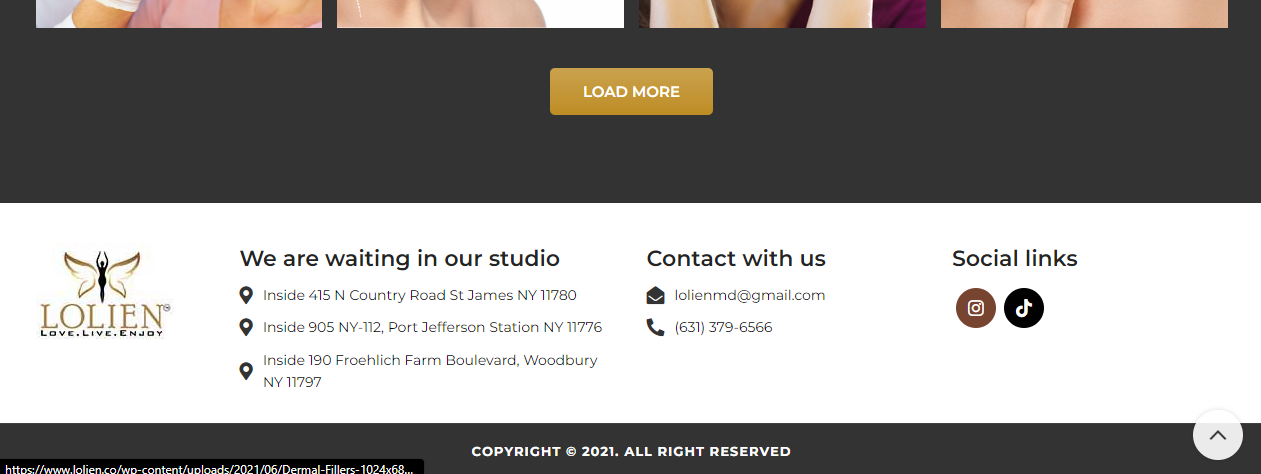 LOAD MORE
We are waiting in our studio
Contact with us
Social links
LOLIEN
LOVE.LIVE.ENJOY
Inside 415 N Country Road St James NY 11780
Inside 905 NY-112, Port Jefferson Station NY 11776
Inside 190 Froehlich Farm Boulevard, Woodbury
NY 11797
lolienmd@gmail.com
(631) 379-6566
COPYRIGHT © 2021. ALL RIGHT RESERVED
https://www.lolien.co/wp-content/uploads/2021/06/Dermal-Fillers-1024x68...